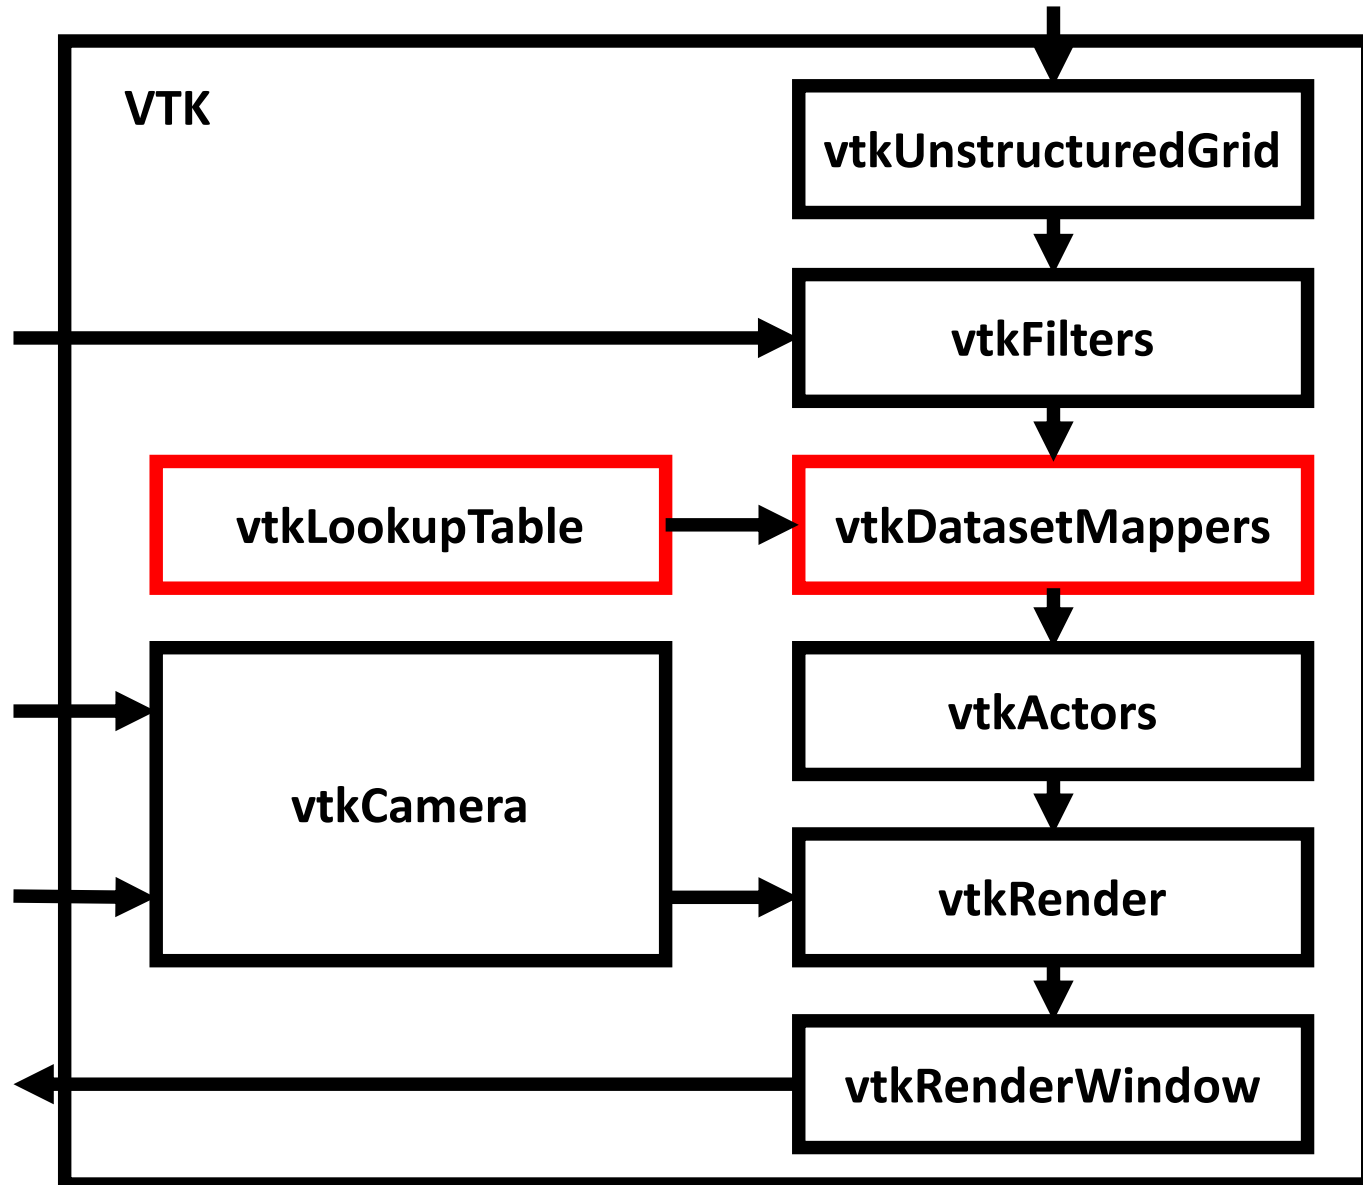 VTK
vtkUnstructuredGrid
vtkFilters
vtkLookupTable
vtkDatasetMappers
vtkActors
vtkCamera
vtkRender
vtkRenderWindow